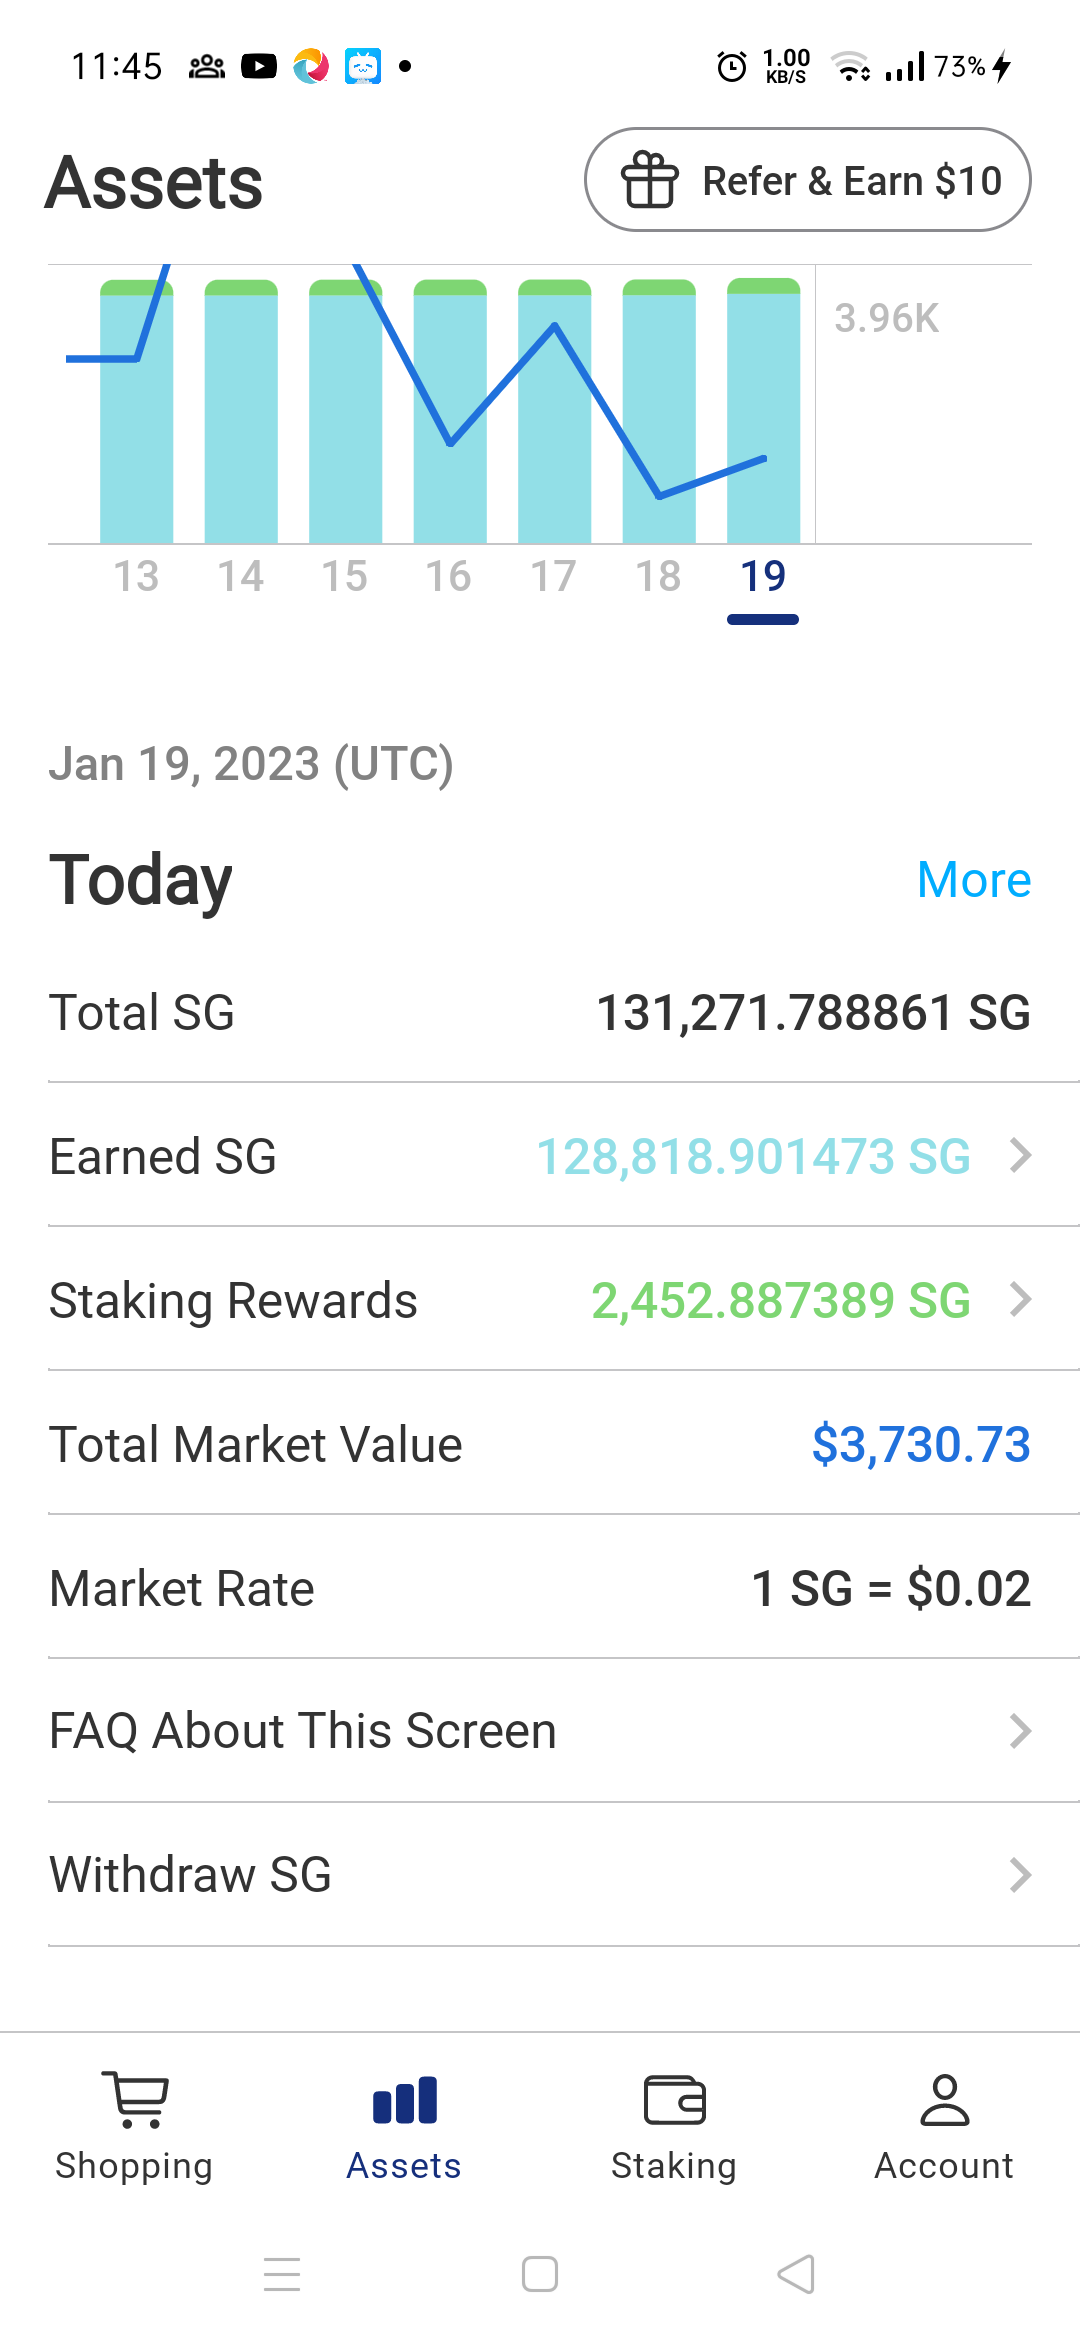 11:45 1.00 KB/S 73%
Assets Refer & Earn $10
3.96K
13 14 15 16 17 18 19
Jan 19, 2023 (UTC)
Today More
Total SG 131,271.788861 SG
Earned SG 128,818.901473 SG
Staking Rewards 2,452.887389 SG
Total Market Value $3,730.73
Market Rate 1 SG = $0.02
FAQ About This Screen
Withdraw SG
Shopping Assets Staking Account